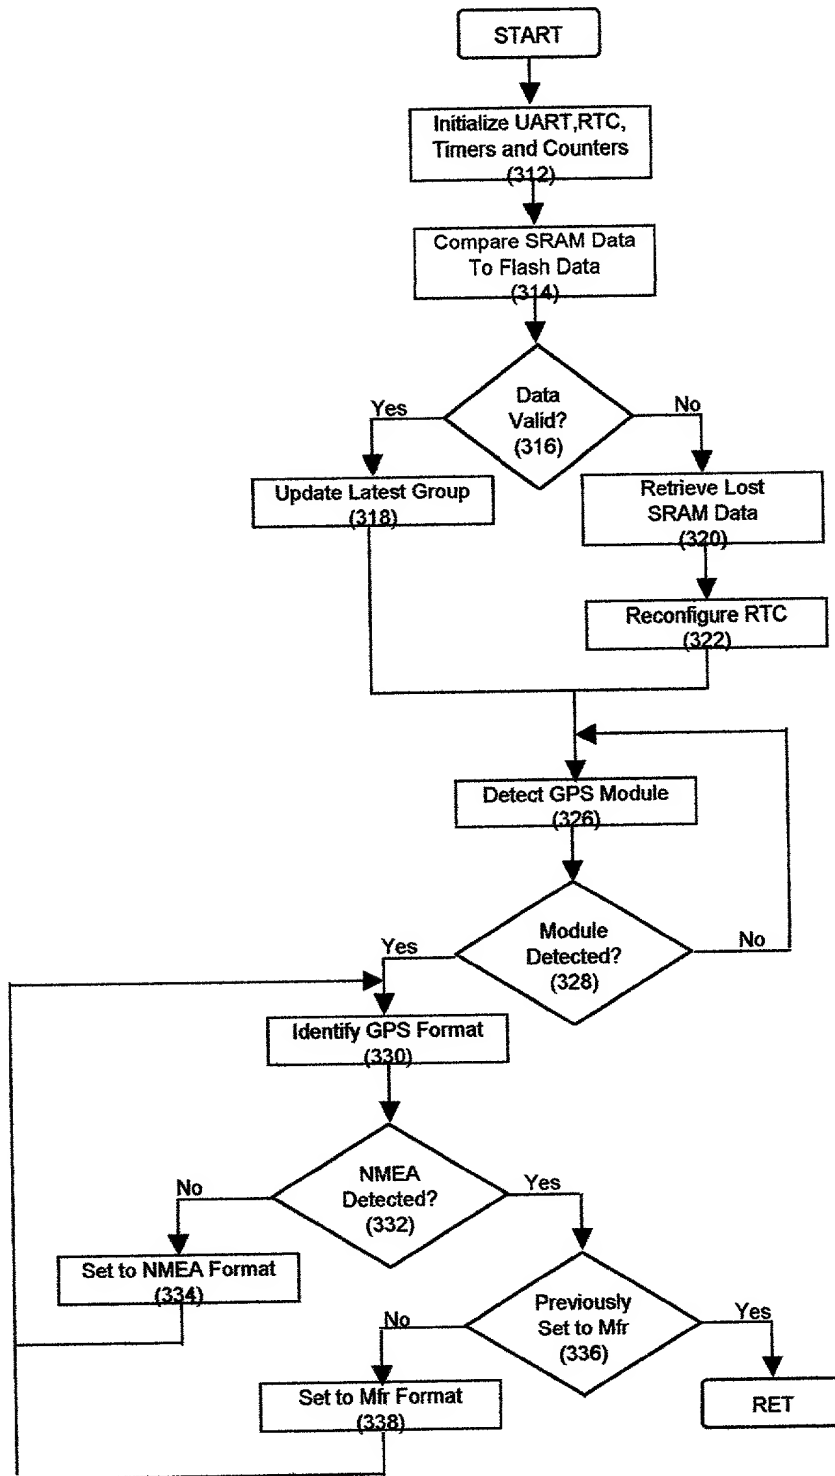 START
Initialize UART,RTC,
Timers and Counters
(312)
Compare SRAM Data
To Flash Data
(314)
Data
Valid?
(316)
Yes
No
Update Latest Group
(318)
Retrieve Lost
SRAM Data
(320)
Reconfigure RTC
(322)
Detect GPS Module
(326)
Module
Detected?
(328)
Yes
No
Identify GPS Format
(330)
NMEA
Detected?
(332)
No
Yes
Set to NMEA Format
(334)
Previously
Set to Mfr
(336)
No
Yes
Set to Mfr Format
(338)
RET